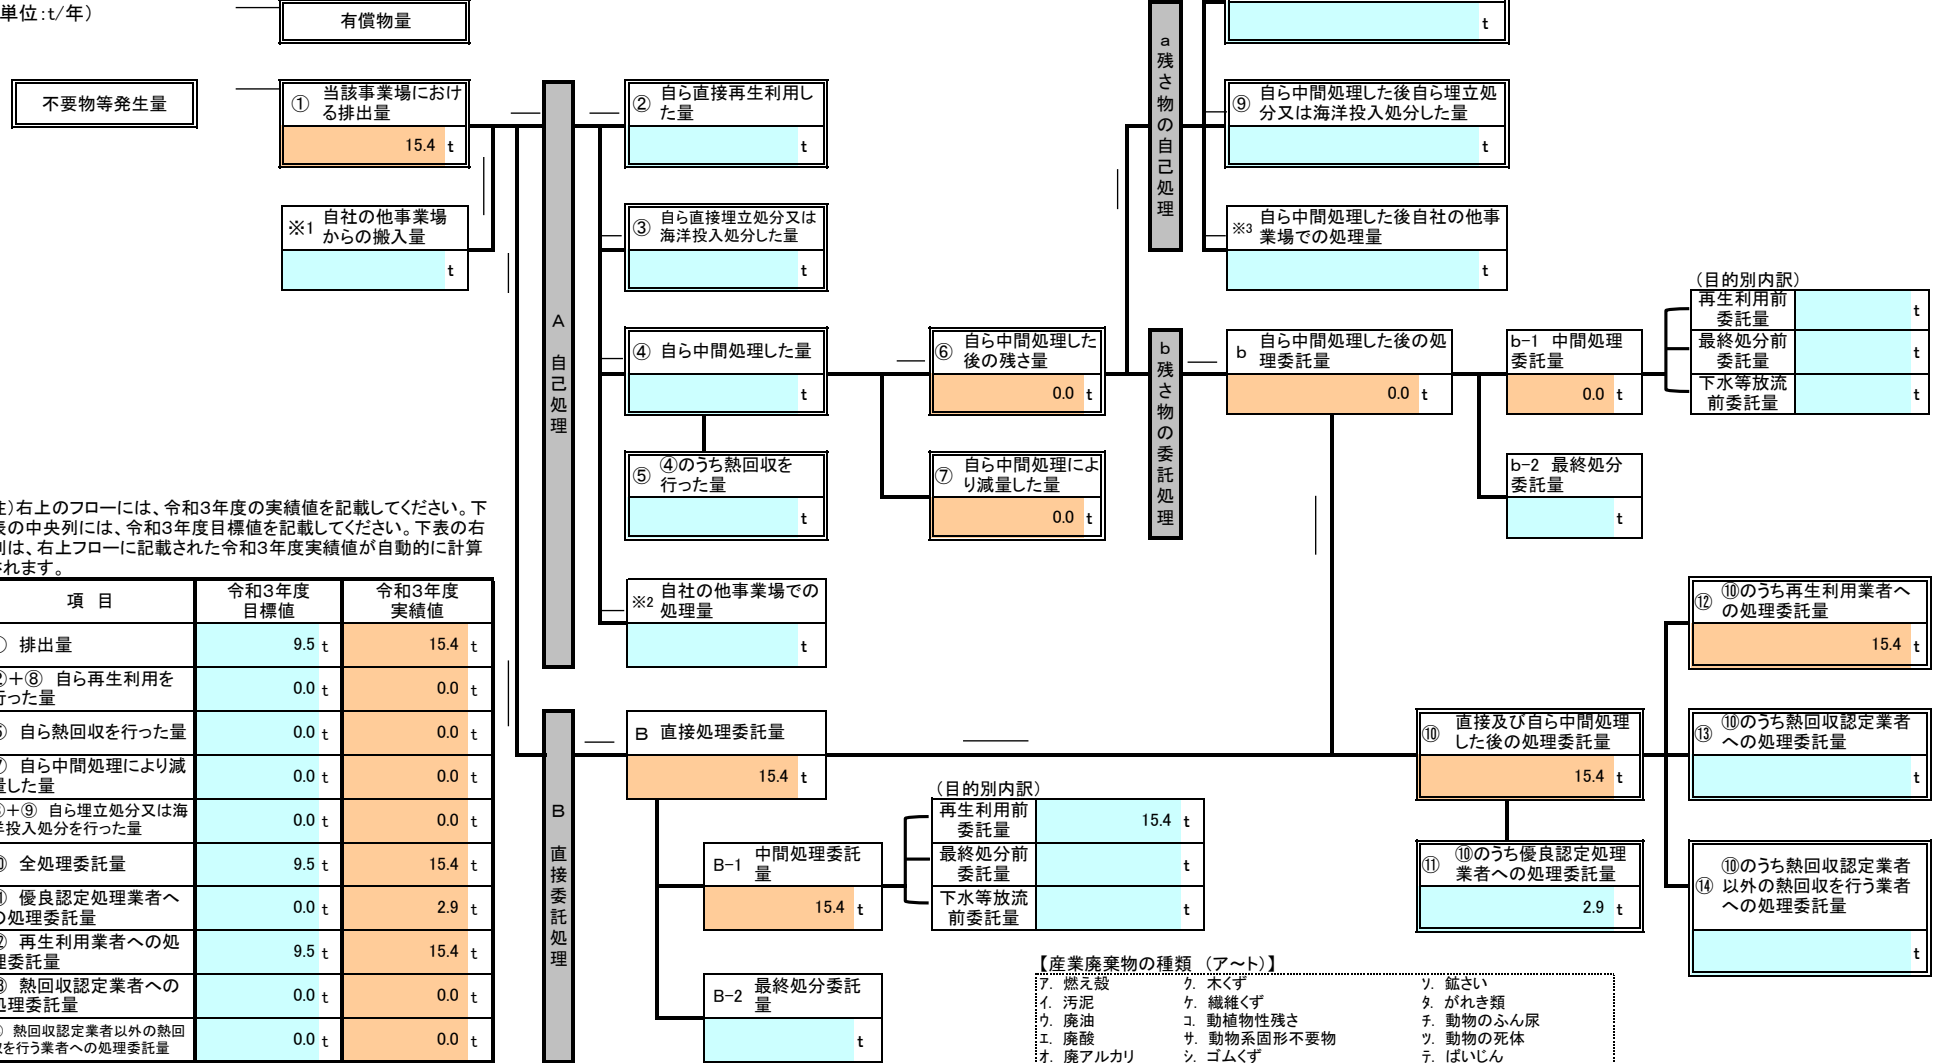 単位:t/年)
有償物量
不要物等発生量
① 当該事業場におけ
る排出量
15.4 t
※1 自社の他事業場
からの搬入量
t
A 自己処理
② 自ら直接再生利用し
た量
t
③ 自ら直接埋立処分又は
海洋投入処分した量
t
④ 自ら中間処理した量
t
⑤ ④のうち熱回収を
行った量
t
※2 自社の他事業場での
処理量
t
⑥ 自ら中間処理した
後の残さ量
0.0 t
⑦ 自ら中間処理によ
り減量した量
0.0 t
a 残さ物の自己処理
t
⑨ 自ら中間処理した後自ら埋立処
分又は海洋投入処分した量
t
※3 自ら中間処理した後自社の他事
業場での処理量
t
b 残さ物の委託処理
b 自ら中間処理した後の処
理委託量
0.0 t
b-1 中間処理
委託量
0.0 t
b-2 最終処分
委託量
t
(目的別内訳)
再生利用前
委託量
t
最終処分前
委託量
t
下水等放流
前委託量
t
)右上のフローには、令和3年度の実績値を記載してください。下
の中央列には、令和3年度目標値を記載してください。下表の右
は、右上フローに記載された令和3年度実績値が自動的に計算
れます。
項 目 令和3年度
目標値 令和3年度
実績値
排出量 9.5 t 15.4 t
+⑧ 自ら再生利用を
行った量 0.0 t 0.0 t
自ら熱回収を行った量 0.0 t 0.0 t
自ら中間処理により減
量した量 0.0 t 0.0 t
+⑨ 自ら埋立処分又は海
洋投入処分を行った量 0.0 t 0.0 t
全処理委託量 9.5 t 15.4 t
優良認定処理業者へ
の処理委託量 0.0 t 2.9 t
再生利用業者への処
理委託量 9.5 t 15.4 t
熱回収認定業者への
処理委託量 0.0 t 0.0 t
熱回収認定業者以外の熱回
収を行う業者への処理委託量 0.0 t 0.0 t
B 直接委託処理
B 直接処理委託量
15.4 t
B-1 中間処理委託
量
15.4 t
B-2 最終処分委託
量
t
(目的別内訳)
再生利用前
委託量
15.4 t
最終処分前
委託量
t
下水等放流
前委託量
t
⑩ 直接及び自ら中間処理
した後の処理委託量
15.4 t
⑪ ⑩のうち優良認定処理
業者への処理委託量
2.9 t
⑫ ⑩のうち再生利用業者へ
の処理委託量
15.4 t
⑬ ⑩のうち熱回収認定業者
への処理委託量
t
⑭ ⑩のうち熱回収認定業者
以外の熱回収を行う業者
への処理委託量
t
【産業廃棄物の種類 (ア～ト)】
ア. 燃え殻 ク. 木くず ソ. 鉱さい
イ. 汚泥 ケ. 繊維くず タ. がれき類
ウ. 廃油 コ. 動植物性残さ チ. 動物のふん尿
エ. 廃酸 サ. 動物系固形不要物 ツ. 動物の死体
オ. 廃アルカリ シ. ゴムくず テ. ばいじん